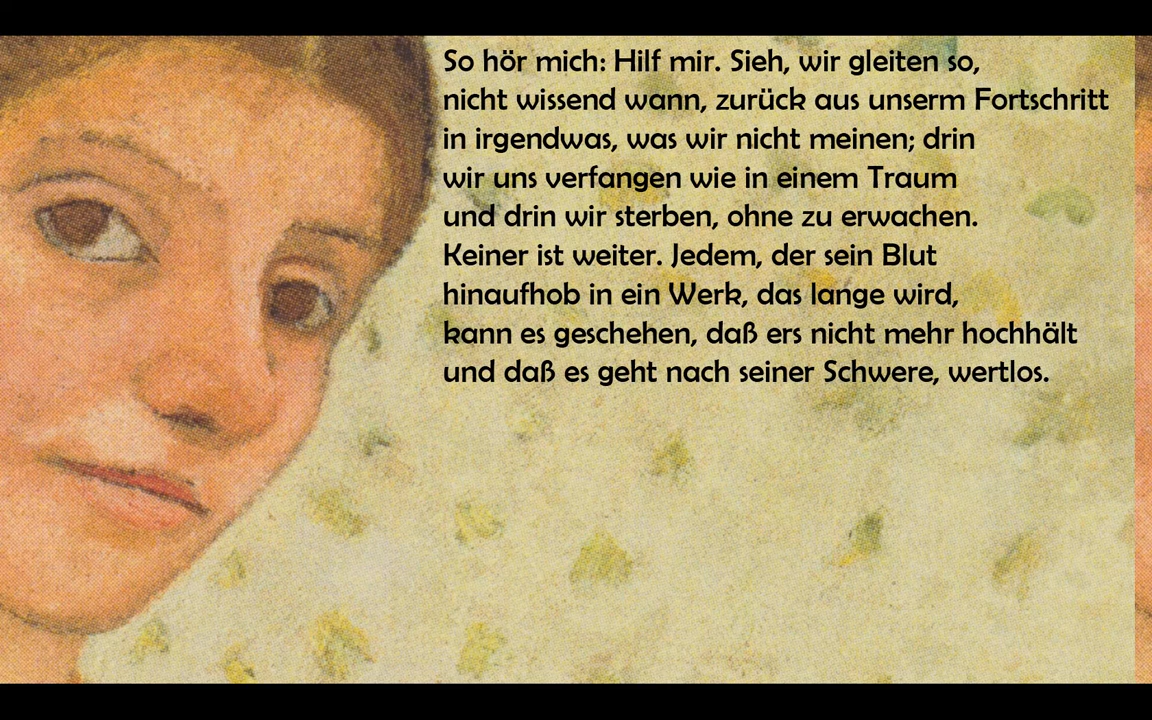 So hör mich: Hilf mir. Sieh, wir gleiten so,
nicht wissend wann, zurück aus unserm Fortschritt
in irgendwas, was wir nicht meinen; drin
wir uns verfangen wie in einem Traum
und drin wir sterben, ohne zu erwachen.
Keiner ist weiter. Jedem, der sein Blut
hinaufhob in ein Werk, das lange wird,
kann es geschehen, daß ers nicht mehr hochhält
und daß es geht nach seiner Schwere, wertlos.